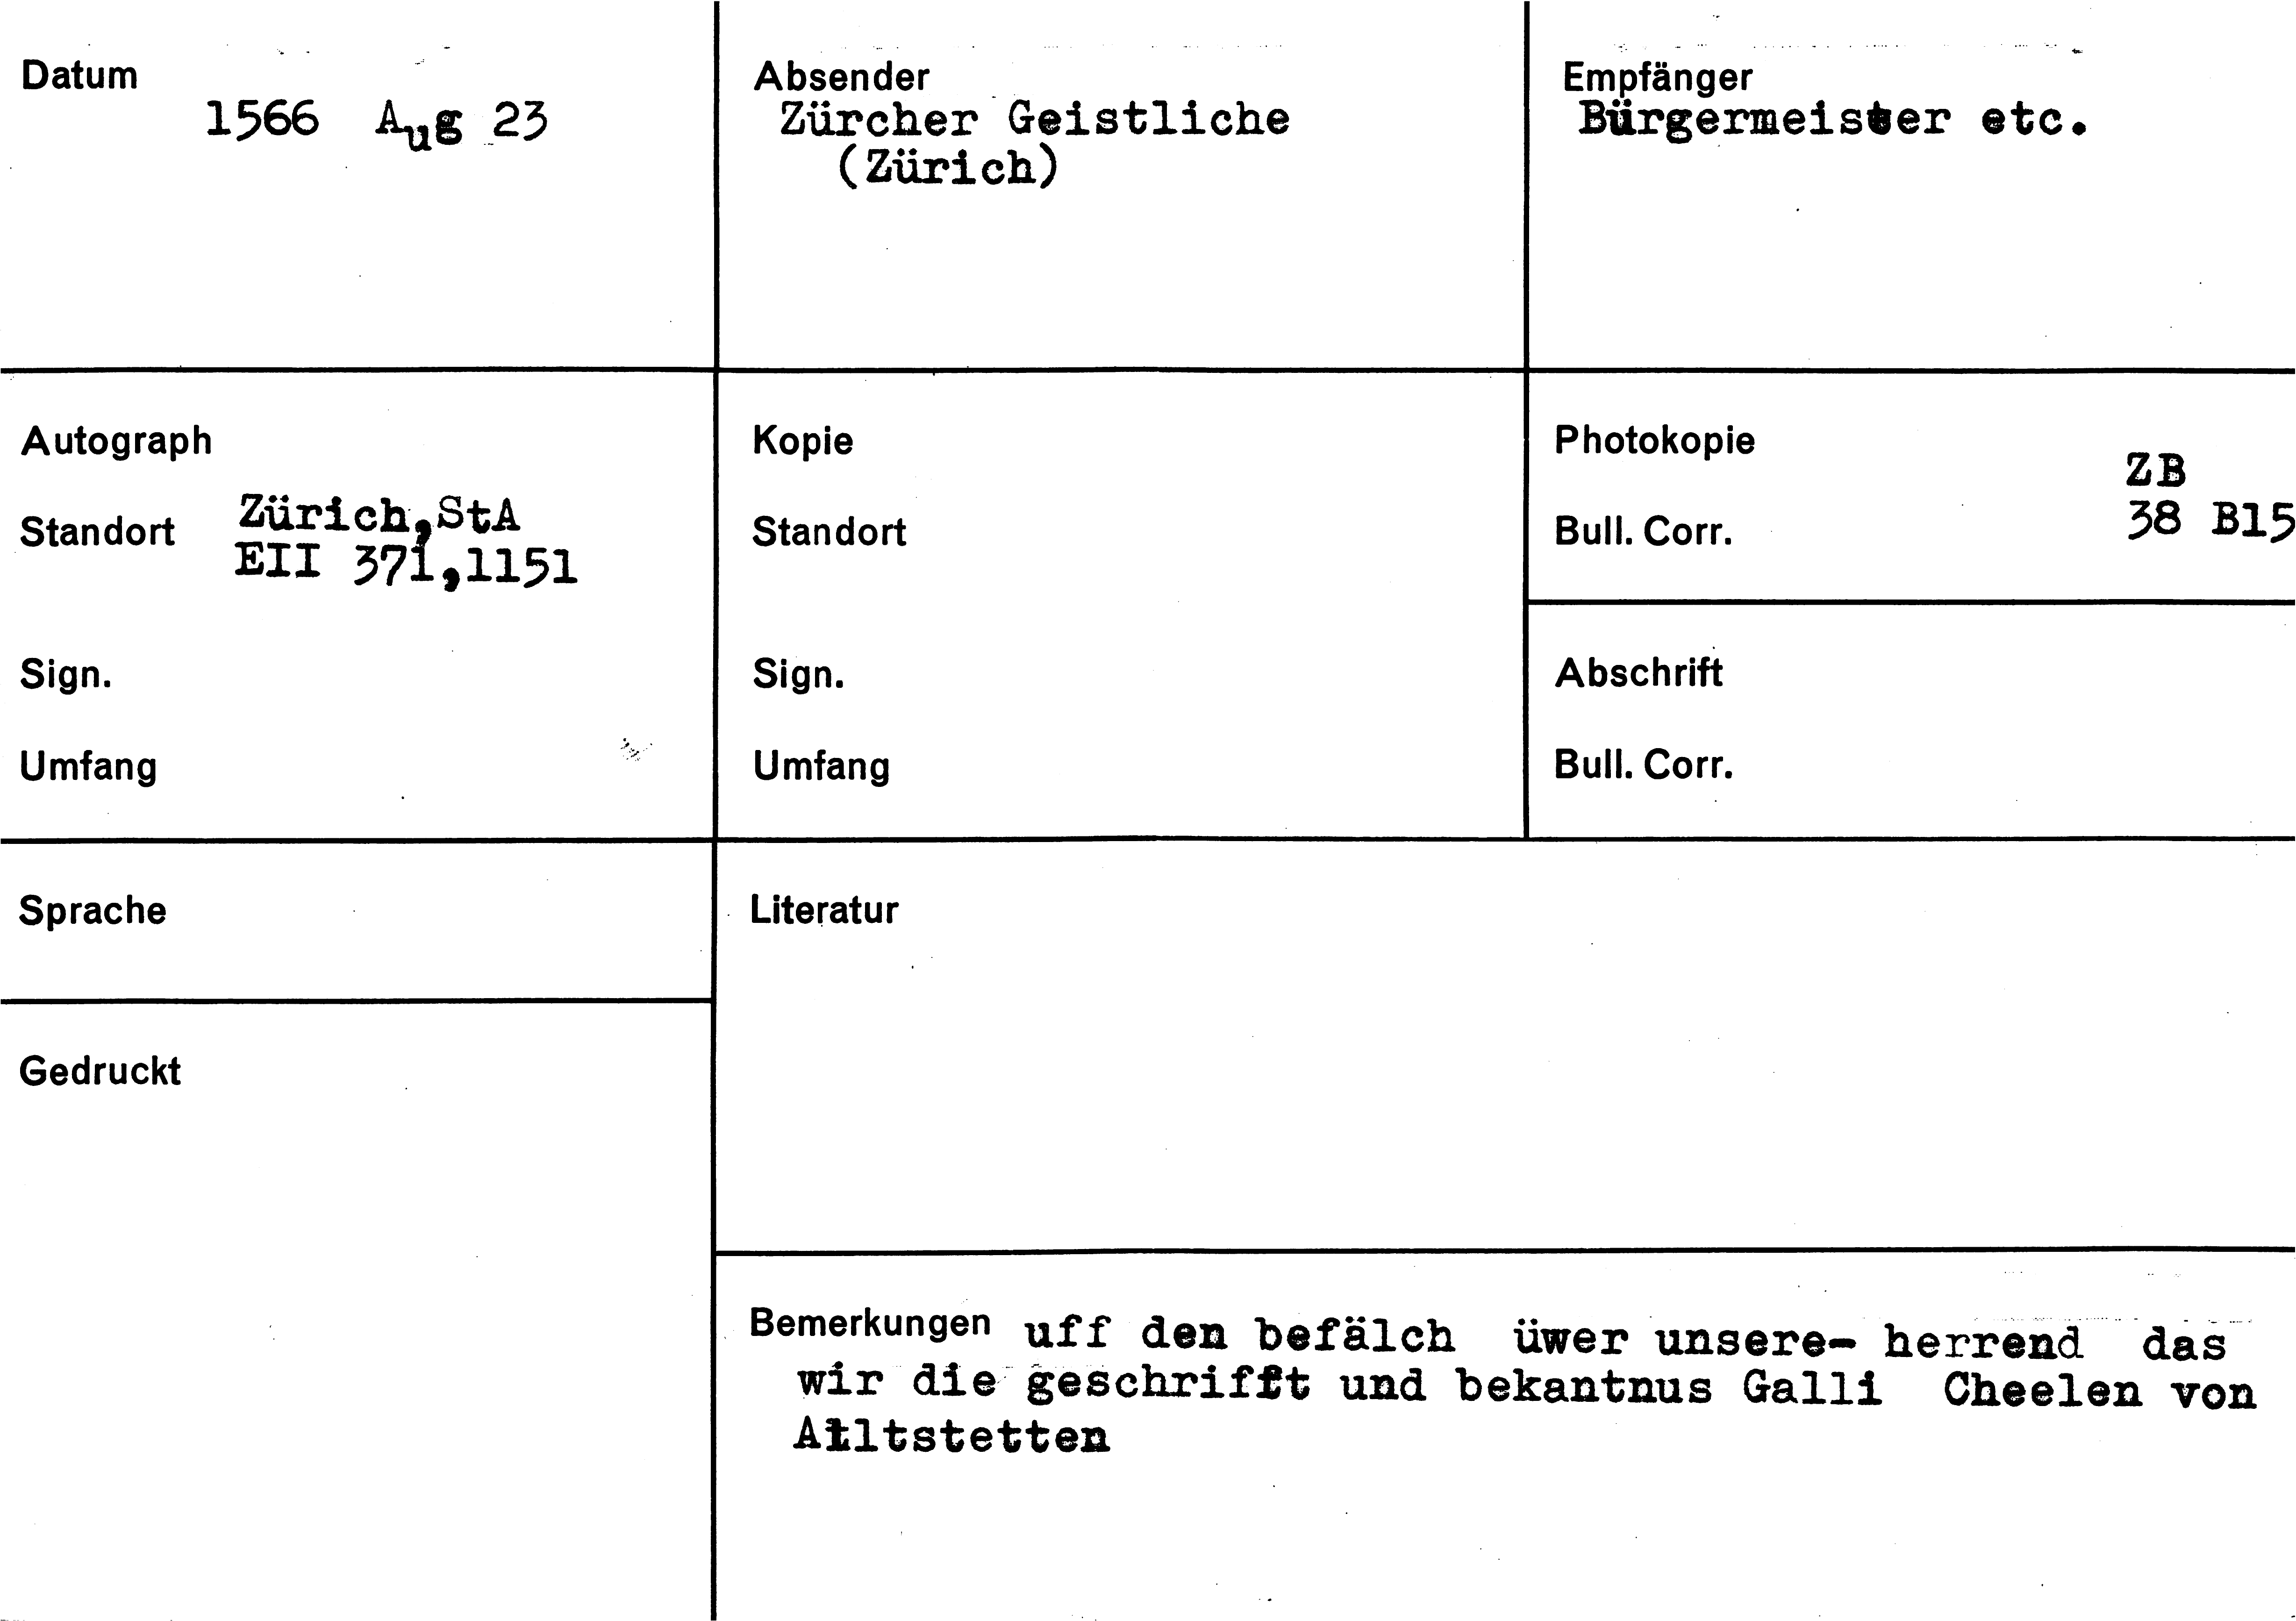 Datum
1566 Aug 23
Absender
Zürcher Geistliche
(Zürich)
Empfänger
Bürgermeister etc.
Autograph
Standort Zürich,StA
EII 371,1151
Sign.
Umfang
Kopie
Standort
Sign.
Umfang
Photokopie
ZB
Bull. Corr. 38 B15
Abschrift
Bull. Corr.
Sprache
Literatur
Gedruckt
Bemerkungen uff den befälch üwer unsere- herrend das
wir die geschrifft und bekantnus Galli Cheelen von
Alltstetten